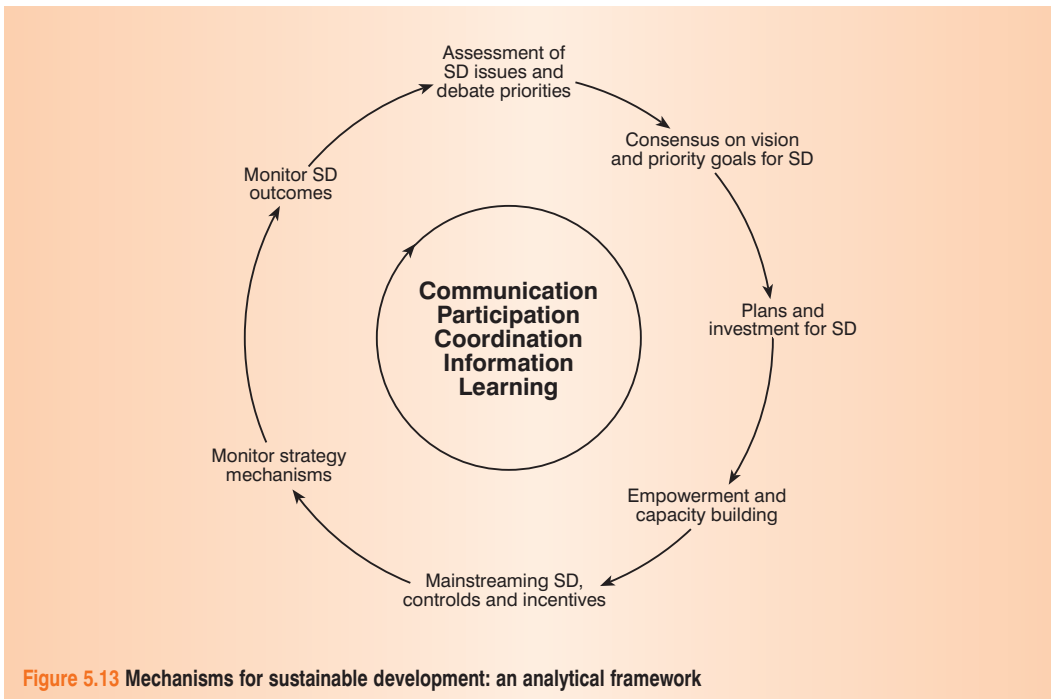 Assessment of
SD issues and
debate priorities
Consensus on vision
and priority goals for SD
Plans and
investment for SD
Empowerment and
capacity building
Mainstreaming SD,
controlds and incentives
Monitor strategy
mechanisms
Monitor SD
outcomes
Communication
Participation
Coordination
Information
Learning
Figure 5.13 Mechanisms for sustainable development: an analytical framework